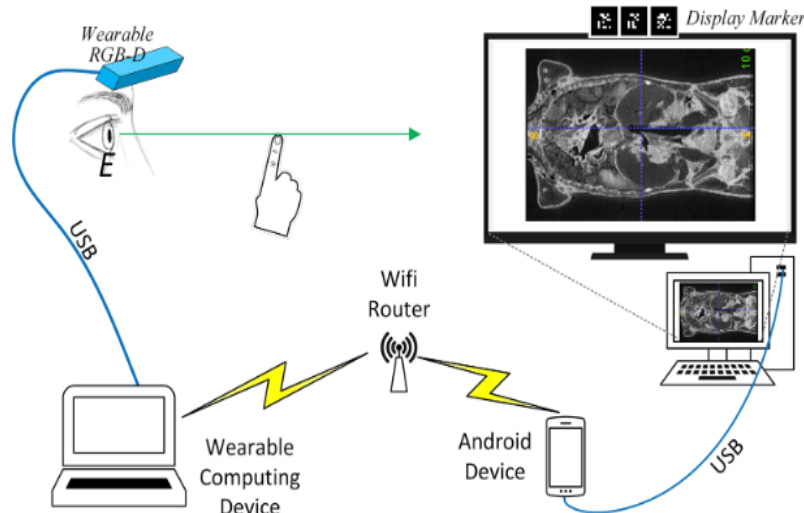 Wearable
RGB-D
Display Marker
E
USB
Wifi
Router
Wearable
Computing
Device
Android
Device
USB